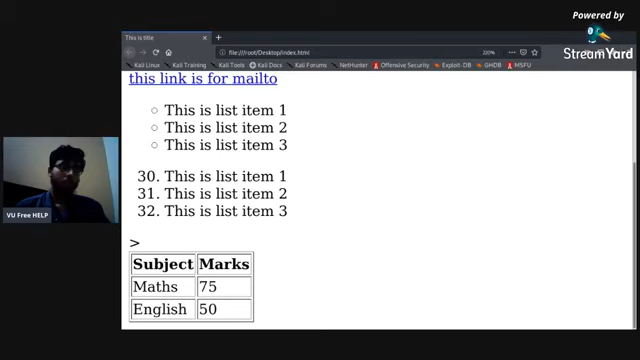 Powered by
StreamYard
This is title
file:///root/Desktop/index.html
220%
Kali Linux
Kali Training
Kali Tools
Kali Docs
Kali Forums
NetHunter
Offensive Security
Exploit-DB
GHDB
MSFU
this link is for mailto
This is list item 1
This is list item 2
This is list item 3
30. This is list item 1
31. This is list item 2
32. This is list item 3
>
Subject Marks
Maths 75
English 50
VU Free HELP